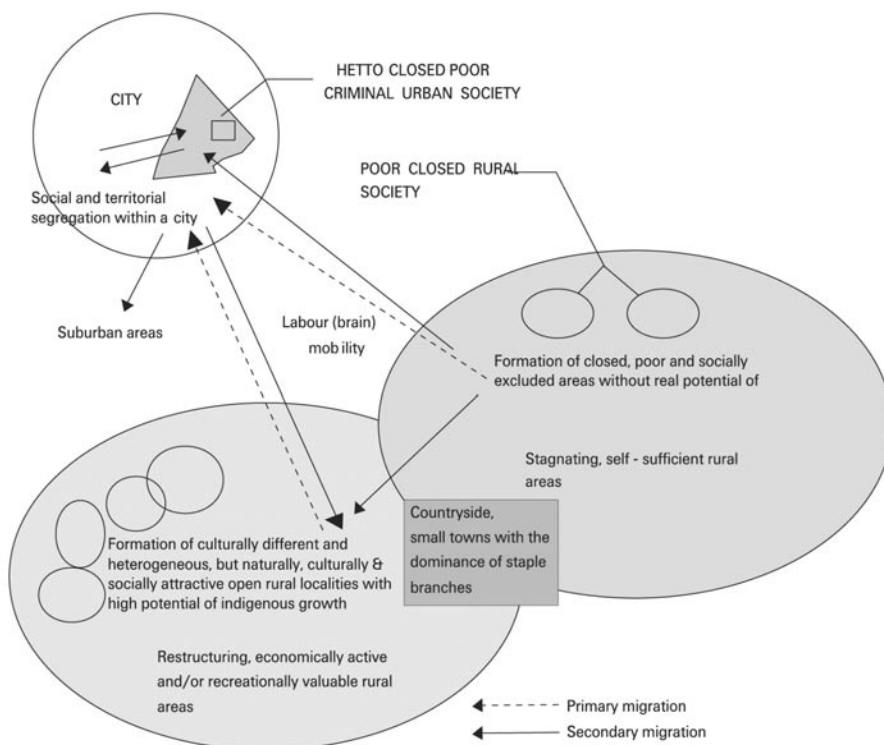 HETTO CLOSED POOR
CRIMINAL URBAN SOCIETY
CITY
POOR CLOSED RURAL
SOCIETY
Social and territorial
segregation within a city
Suburban areas
Labour (brain)
mob ility
Formation of closed, poor and socially
excluded areas without real potential of
Stagnating, self - sufficient rural
areas
Countryside,
small towns with the
dominance of staple
branches
Formation of culturally different and
heterogeneous, but naturally, culturally &
socially attractive open rural localities with
high potential of indigenous growth
Restructuring, economically active
and/or recreationally valuable rural
areas
Primary migration
Secondary migration